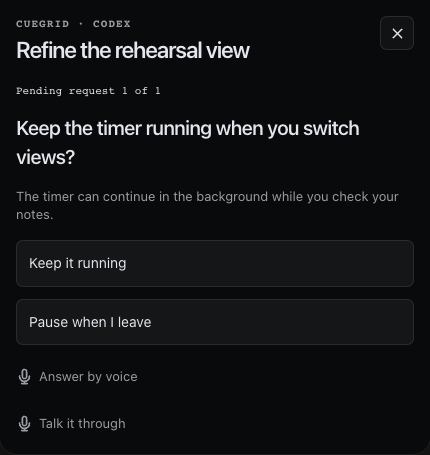 CUEGRID · CODEX
Refine the rehearsal view
Pending request 1 of 1
Keep the timer running when you switch
views?
The timer can continue in the background while you check your
notes.
Keep it running
Pause when I leave
Answer by voice
Talk it through